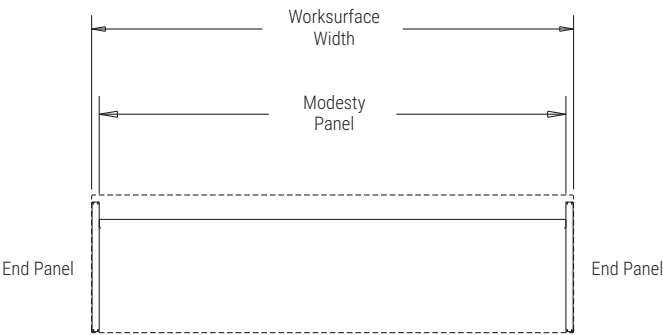 Worksurface
Width
Modesty
Panel
End Panel
End Panel